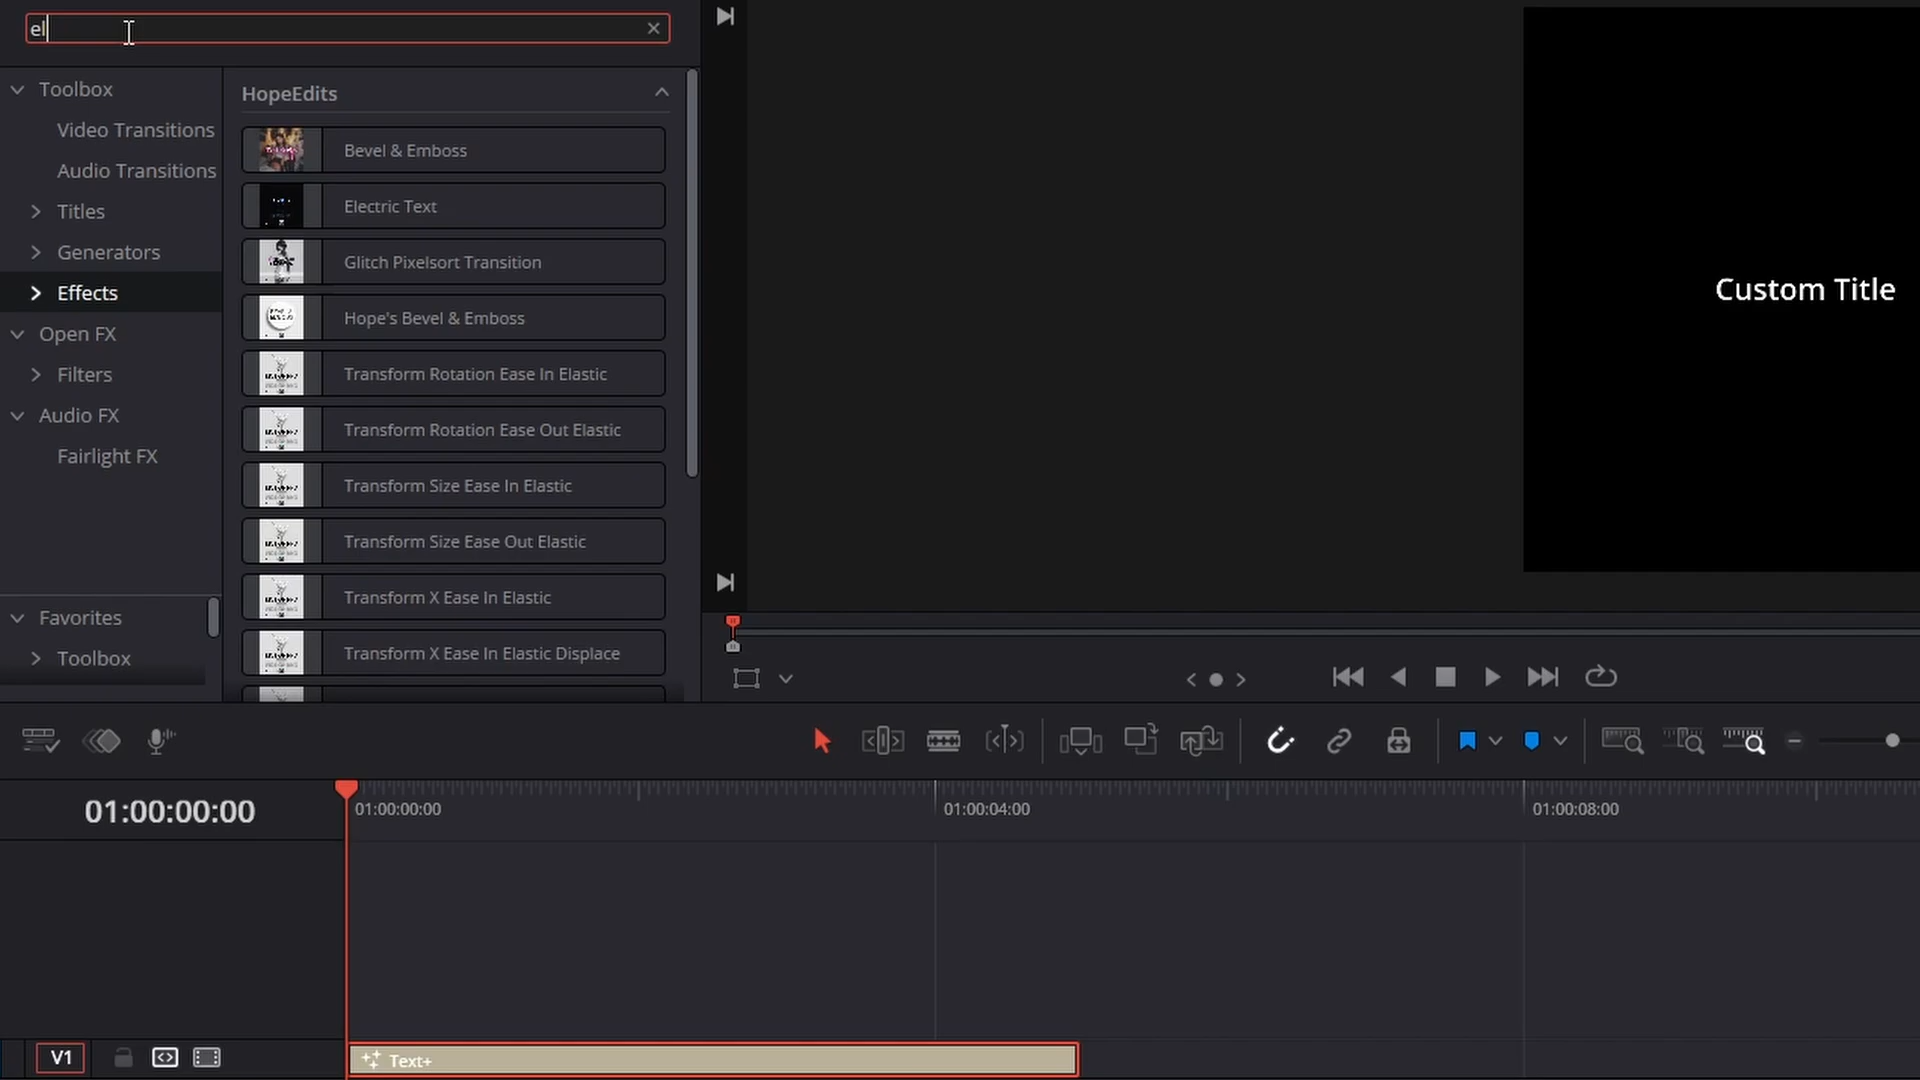 el
Toolbox
Video Transitions
Audio Transitions
Titles
Generators
Effects
Open FX
Filters
Audio FX
Fairlight FX
Favorites
Toolbox
HopeEdits
Bevel & Emboss
Electric Text
Glitch Pixelsort Transition
Hope's Bevel & Emboss
Transform Rotation Ease In Elastic
Transform Rotation Ease Out Elastic
Transform Size Ease In Elastic
Transform Size Ease Out Elastic
Transform X Ease In Elastic
Transform X Ease In Elastic Displace
Custom Title
01:00:00:00
01:00:00:00
01:00:04:00
01:00:08:00
V1
Text+